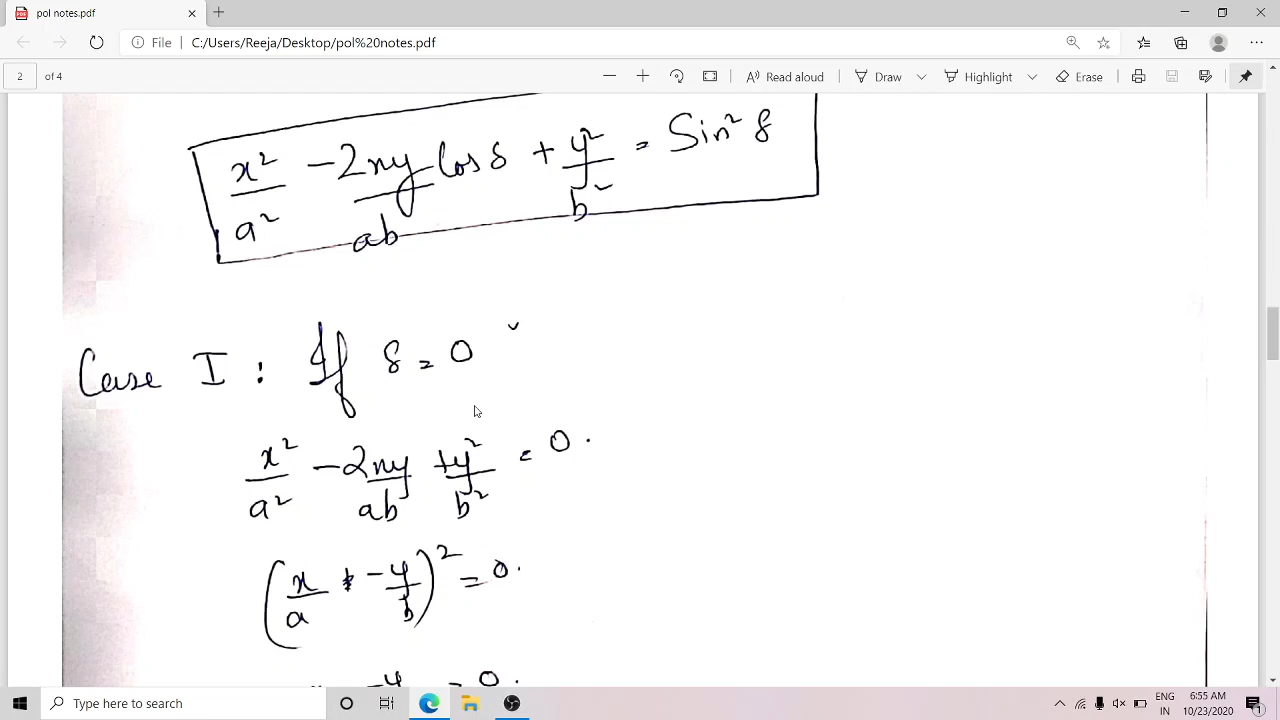 pol notes.pdf
File C:/Users/Reeja/Desktop/pol%20notes.pdf
2 of 4 Read aloud Draw Highlight Erase
x²/a² - 2xy/ab Cos δ + y²/b² = Sin² δ
Case I : If δ = 0
x²/a² - 2xy/ab + y²/b² = 0.
(x/a - y/b)² = 0.
- y = 0.
Type here to search
ENG 6:55 AM
IN 10/23/2020
1